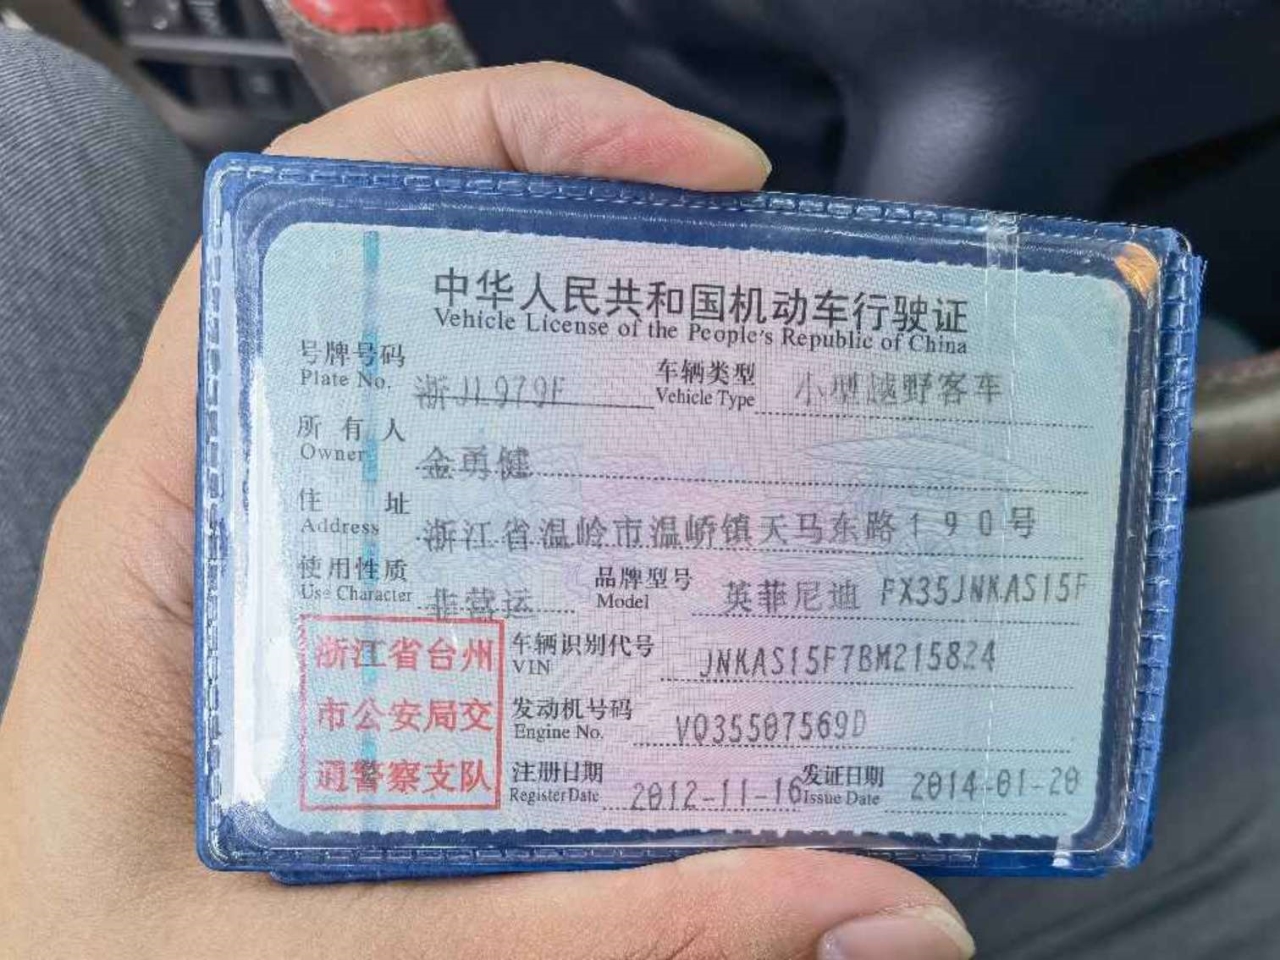 中华人民共和国机动车行驶证
Vehicle License of the People's Republic of China
号牌号码 浙J1979F 车辆类型 小型越野客车
Plate No. Vehicle Type
所有人 金勇健
Owner
住址 浙江省温岭市温峤镇天马东路190号
Address
使用性质 非营运 品牌型号 英菲尼迪 FX35JNKAS15F
Use Character Model
浙江省台州
市公安局交
通警察支队
车辆识别代号 JNKAS15F7BM215824
VIN
发动机号码 VQ35507569D
Engine No.
注册日期 2012-11-16 发证日期 2014-01-20
Register Date Issue Date